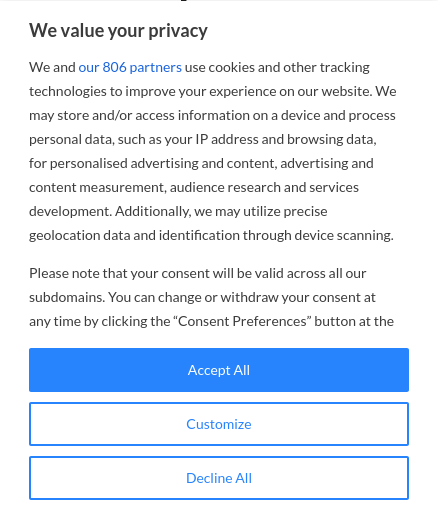 We value your privacy
We and our 806 partners use cookies and other tracking
technologies to improve your experience on our website. We
may store and/or access information on a device and process
personal data, such as your IP address and browsing data,
for personalised advertising and content, advertising and
content measurement, audience research and services
development. Additionally, we may utilize precise
geolocation data and identification through device scanning.
Please note that your consent will be valid across all our
subdomains. You can change or withdraw your consent at
any time by clicking the “Consent Preferences” button at the
Accept All
Customize
Decline All